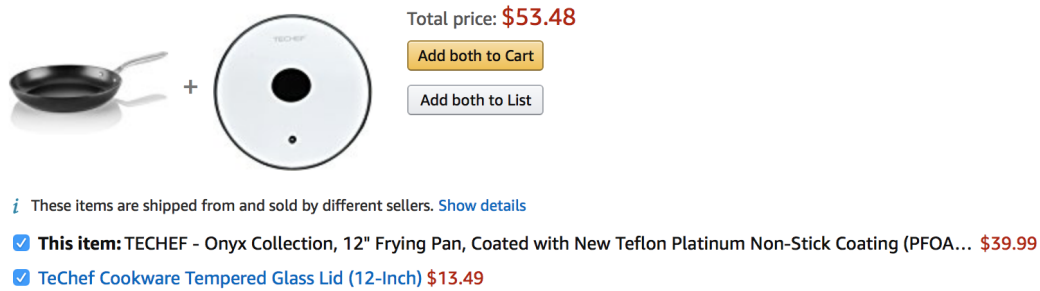 TECHEF
+
Total price: $53.48
Add both to Cart
Add both to List
i These items are shipped from and sold by different sellers. Show details
This item: TECHEF - Onyx Collection, 12" Frying Pan, Coated with New Teflon Platinum Non-Stick Coating (PFOA… $39.99
TeChef Cookware Tempered Glass Lid (12-Inch) $13.49